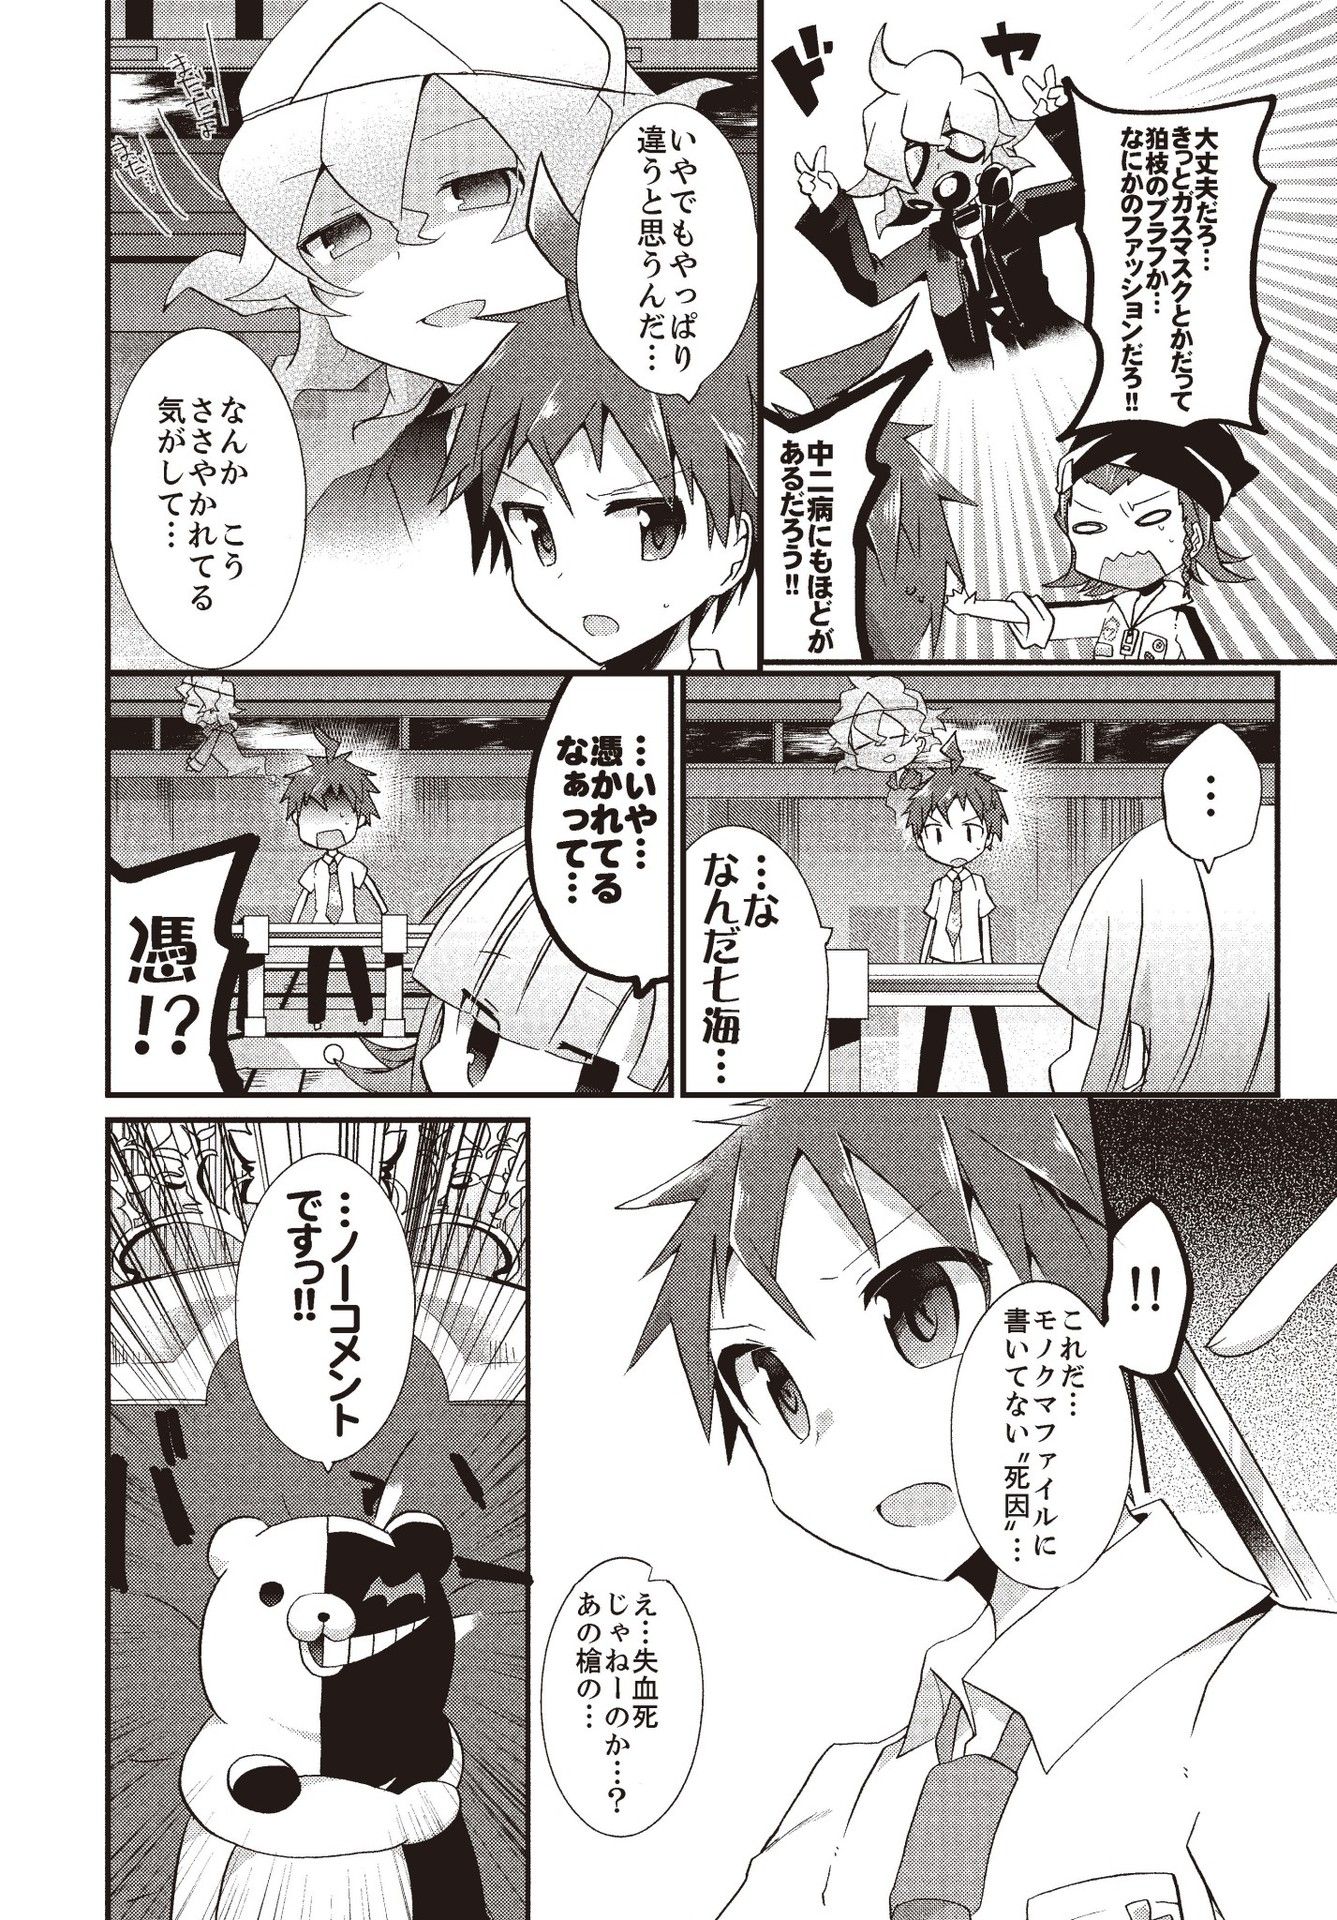 大丈夫だろ…
きっとガスマスクとかだって
狛枝のブラフか…
なにかのファッションだろ!!
ドヤ
中二病にもほどが
あるだろう!!
いやでもやっぱり
違うと思うんだ…
なんか こう
ささやかれてる
気がして…
まだだよ
…
…な
なんだ七海…
…いや…
憑かれてる
なぁって…
憑!?
!!
これだ…
モノクマファイルに
書いてない〝死因〟…
え…失血死
じゃねーのか…?
あの槍の…
…ノーコメント
ですっ!!